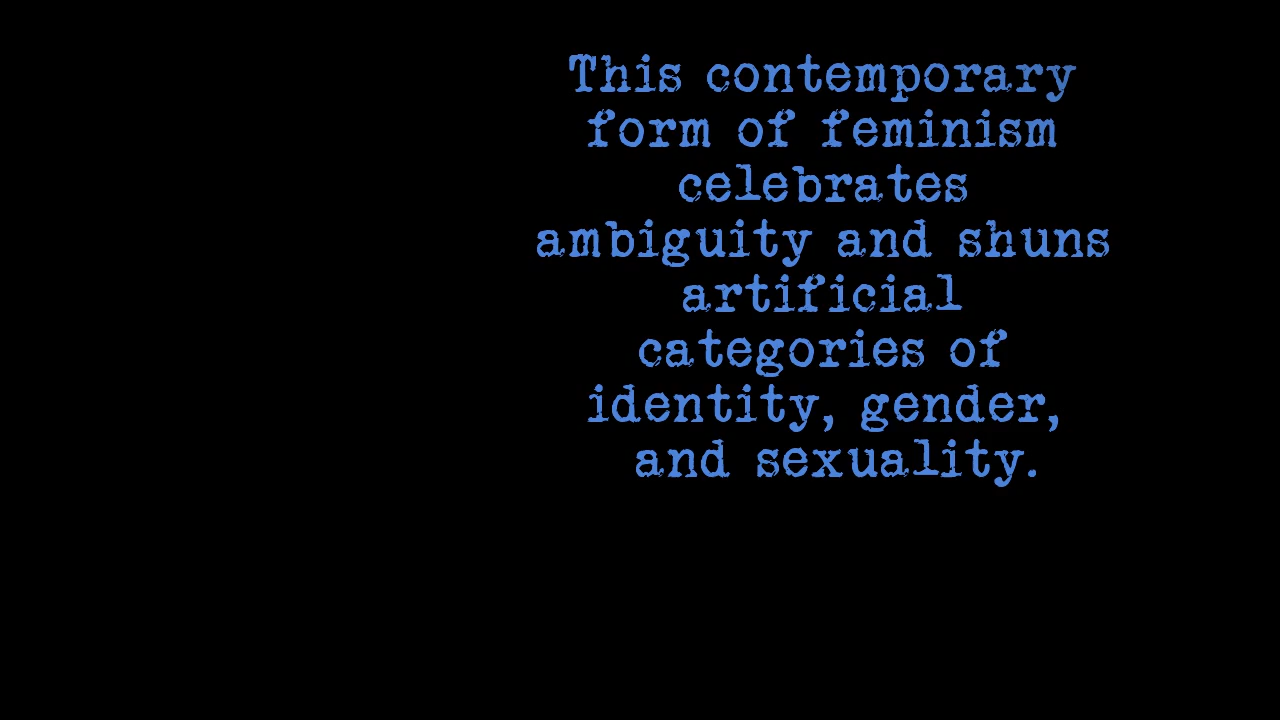 This contemporary
form of feminism
celebrates
ambiguity and shuns
artificial
categories of
identity, gender,
and sexuality.